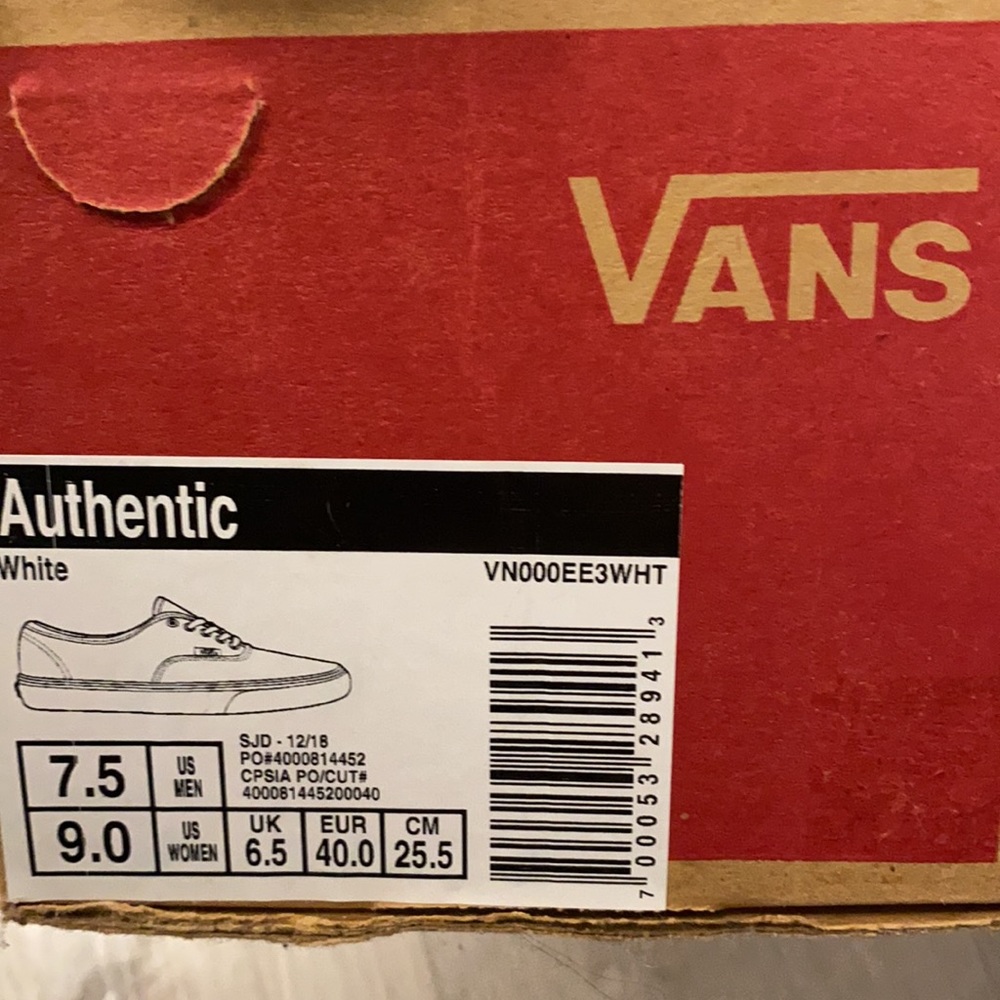 VANS
Authentic
White
VN000EE3WHT
SJD - 12/18
PO#4000814452
CPSIA PO/CUT#
400081445200040
7.5 US MEN
9.0 US WOMEN
UK 6.5
EUR 40.0
CM 25.5
7 00053 28941 3